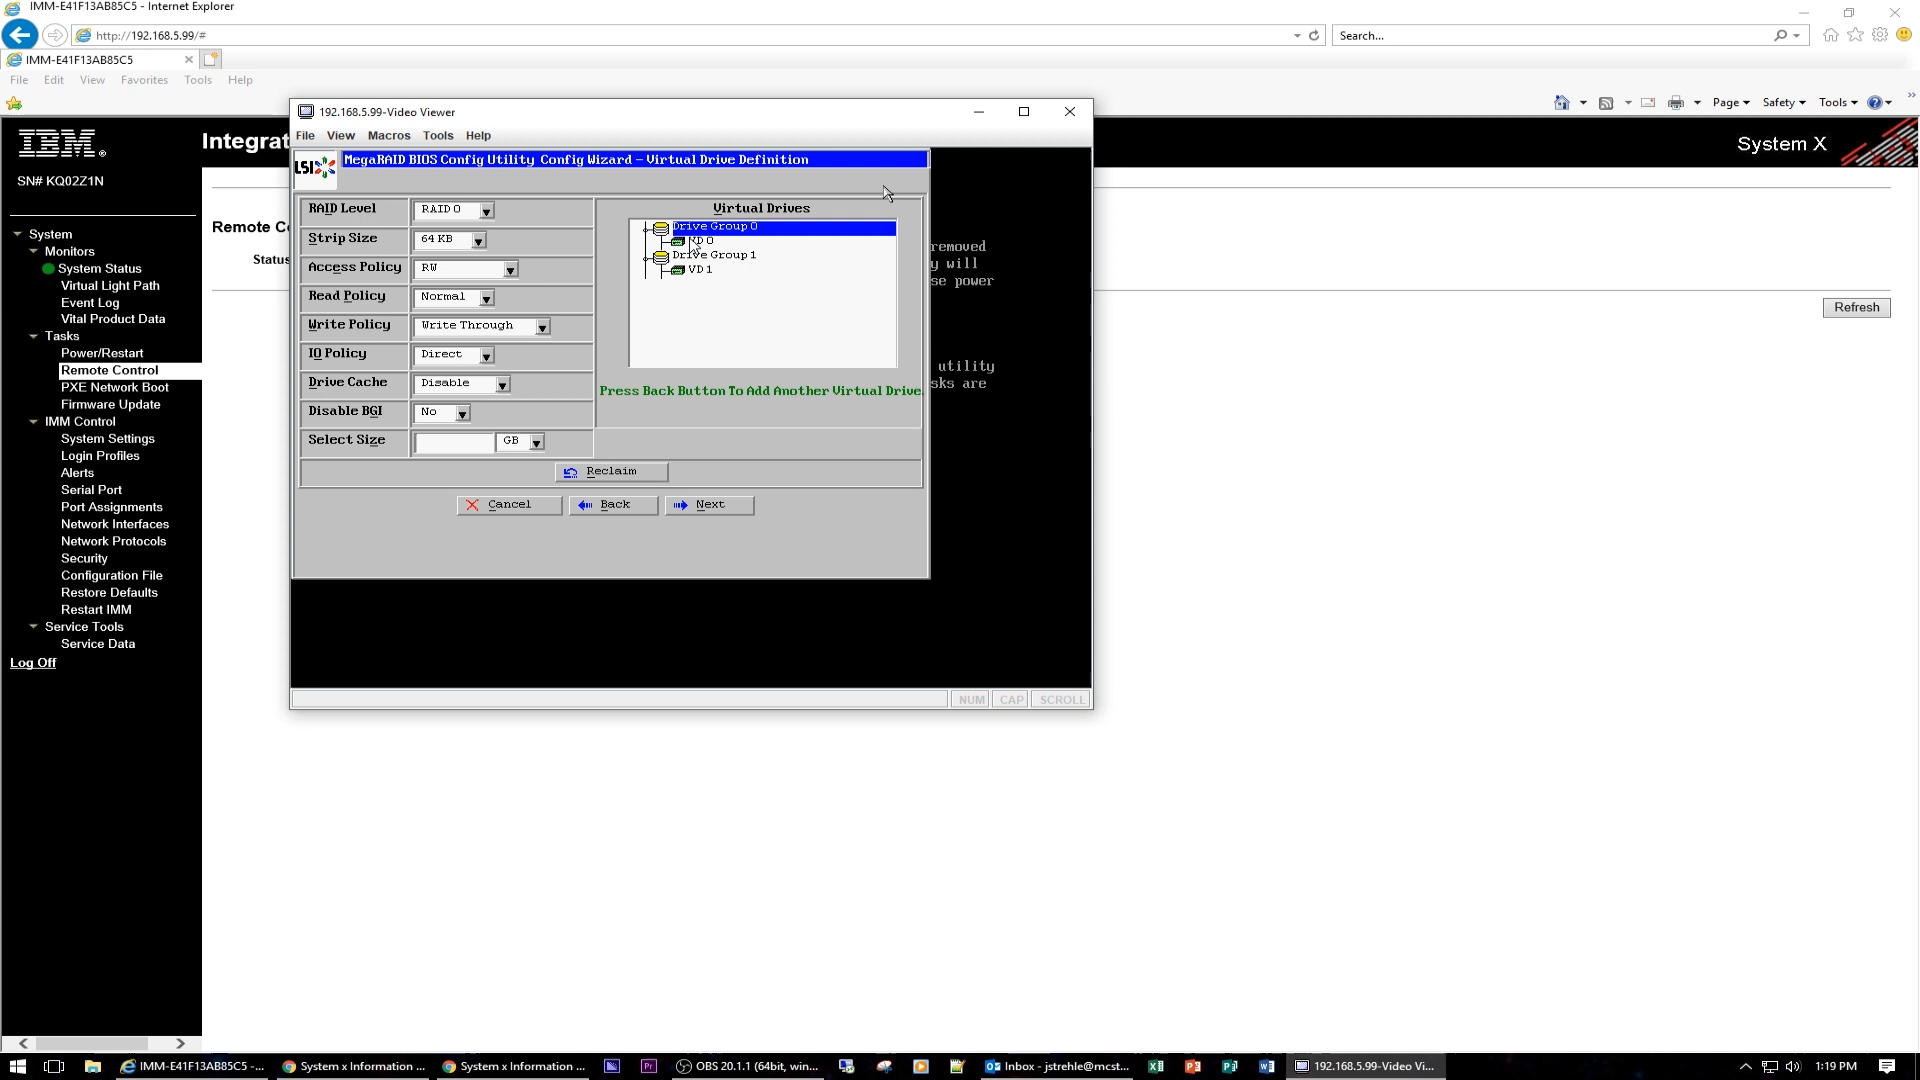 IMM-E41F13AB85C5 - Internet Explorer
http://192.168.5.99/#
Search...
IMM-E41F13AB85C5
File Edit View Favorites Tools Help
Page Safety Tools
IBM
SN# KQ02Z1N
Integrat
System X
System
Monitors
System Status
Virtual Light Path
Event Log
Vital Product Data
Tasks
Power/Restart
Remote Control
PXE Network Boot
Firmware Update
IMM Control
System Settings
Login Profiles
Alerts
Serial Port
Port Assignments
Network Interfaces
Network Protocols
Security
Configuration File
Restore Defaults
Restart IMM
Service Tools
Service Data
Log Off
Remote C
Status
Refresh
192.168.5.99-Video Viewer
File View Macros Tools Help
LSI
MegaRAID BIOS Config Utility Config Wizard – Virtual Drive Definition
RAID Level RAID 0
Strip Size 64 KB
Access Policy RW
Read Policy Normal
Write Policy Write Through
IO Policy Direct
Drive Cache Disable
Disable BGI No
Select Size GB
Virtual Drives
Drive Group 0
VD 0
Drive Group 1
VD 1
Press Back Button To Add Another Virtual Drive.
Reclaim
Cancel Back Next
removed
y will
se power
utility
sks are
NUM CAP SCROLL
IMM-E41F13AB85C5 -...
System x Information ...
System x Information ...
OBS 20.1.1 (64bit, win...
Inbox - jstrehle@mcst...
192.168.5.99-Video Vi...
1:19 PM